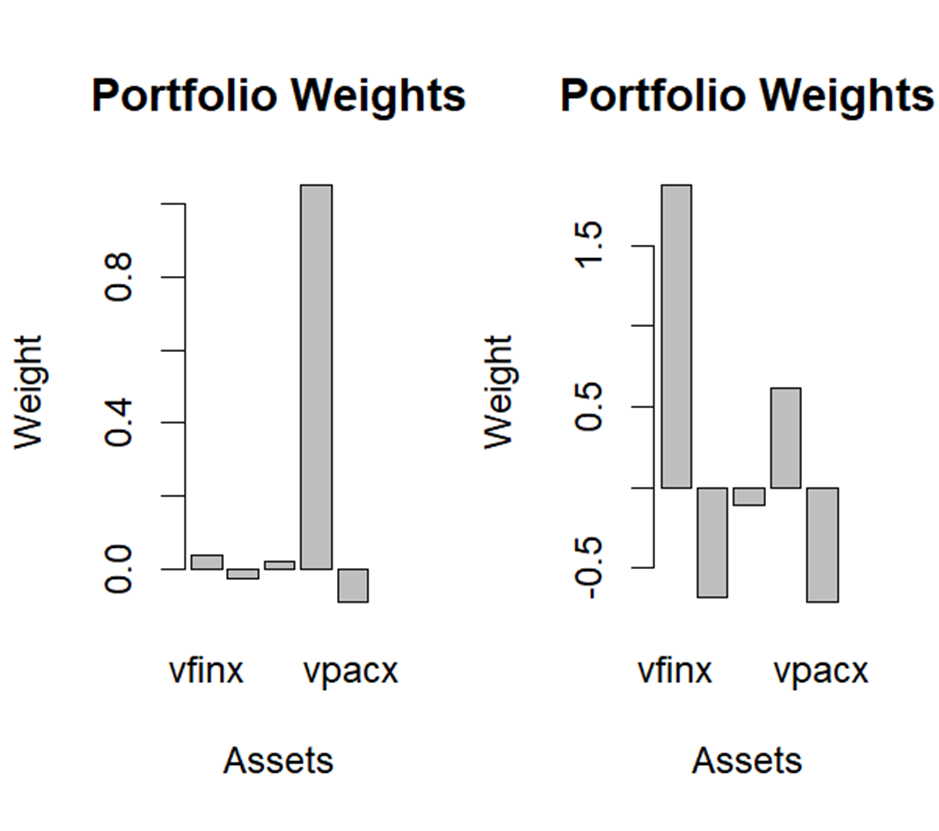 Portfolio Weights
Weight
0.8
0.4
0.0
vfinx vpacx
Assets
Portfolio Weights
Weight
1.5
0.5
-0.5
vfinx vpacx
Assets